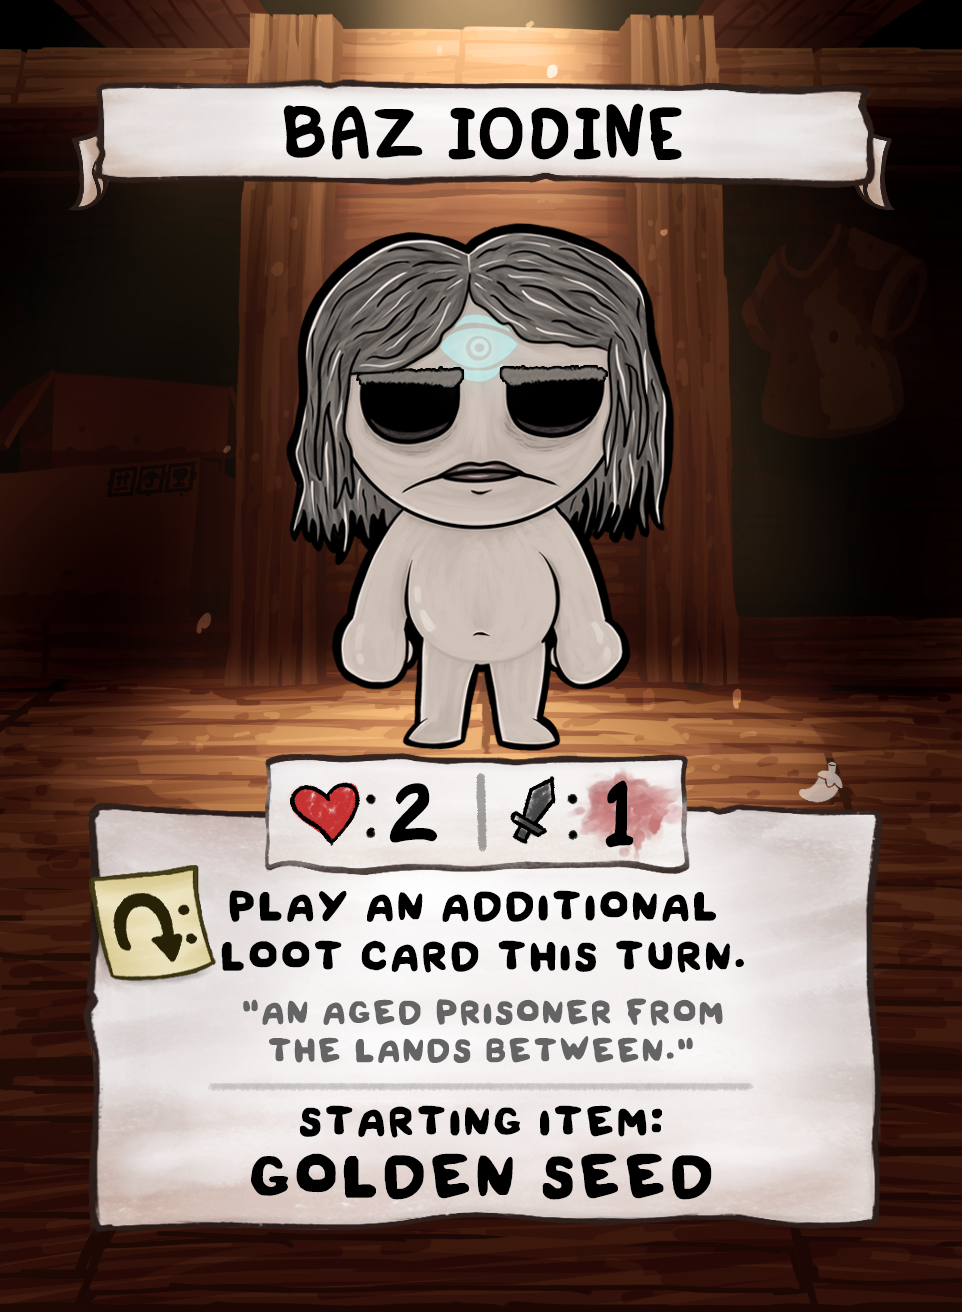 BAZ IODINE
:2 :1
PLAY AN ADDITIONAL
LOOT CARD THIS TURN.
"AN AGED PRISONER FROM
THE LANDS BETWEEN."
STARTING ITEM:
GOLDEN SEED